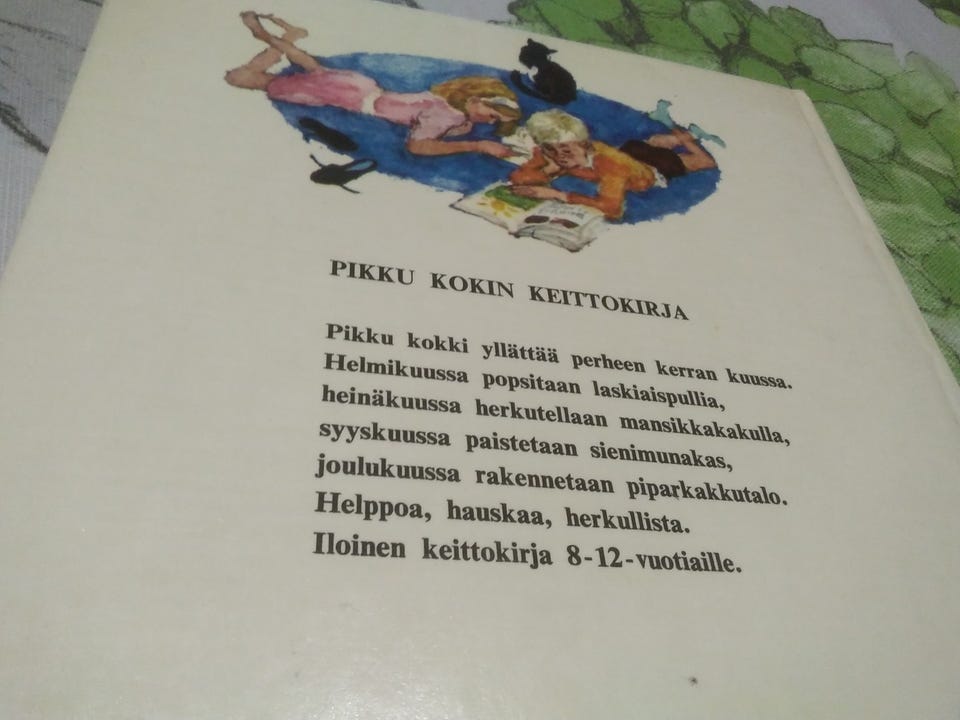 PIKKU KOKIN KEITTOKIRJA
Pikku kokki yllättää perheen kerran kuussa.
Helmikuussa popsitaan laskiaispullia,
heinäkuussa herkutellaan mansikkakakulla,
syyskuussa paistetaan sienimunakas,
joulukuussa rakennetaan piparkakkutalo.
Helppoa, hauskaa, herkullista.
Iloinen keittokirja 8-12-vuotiaille.